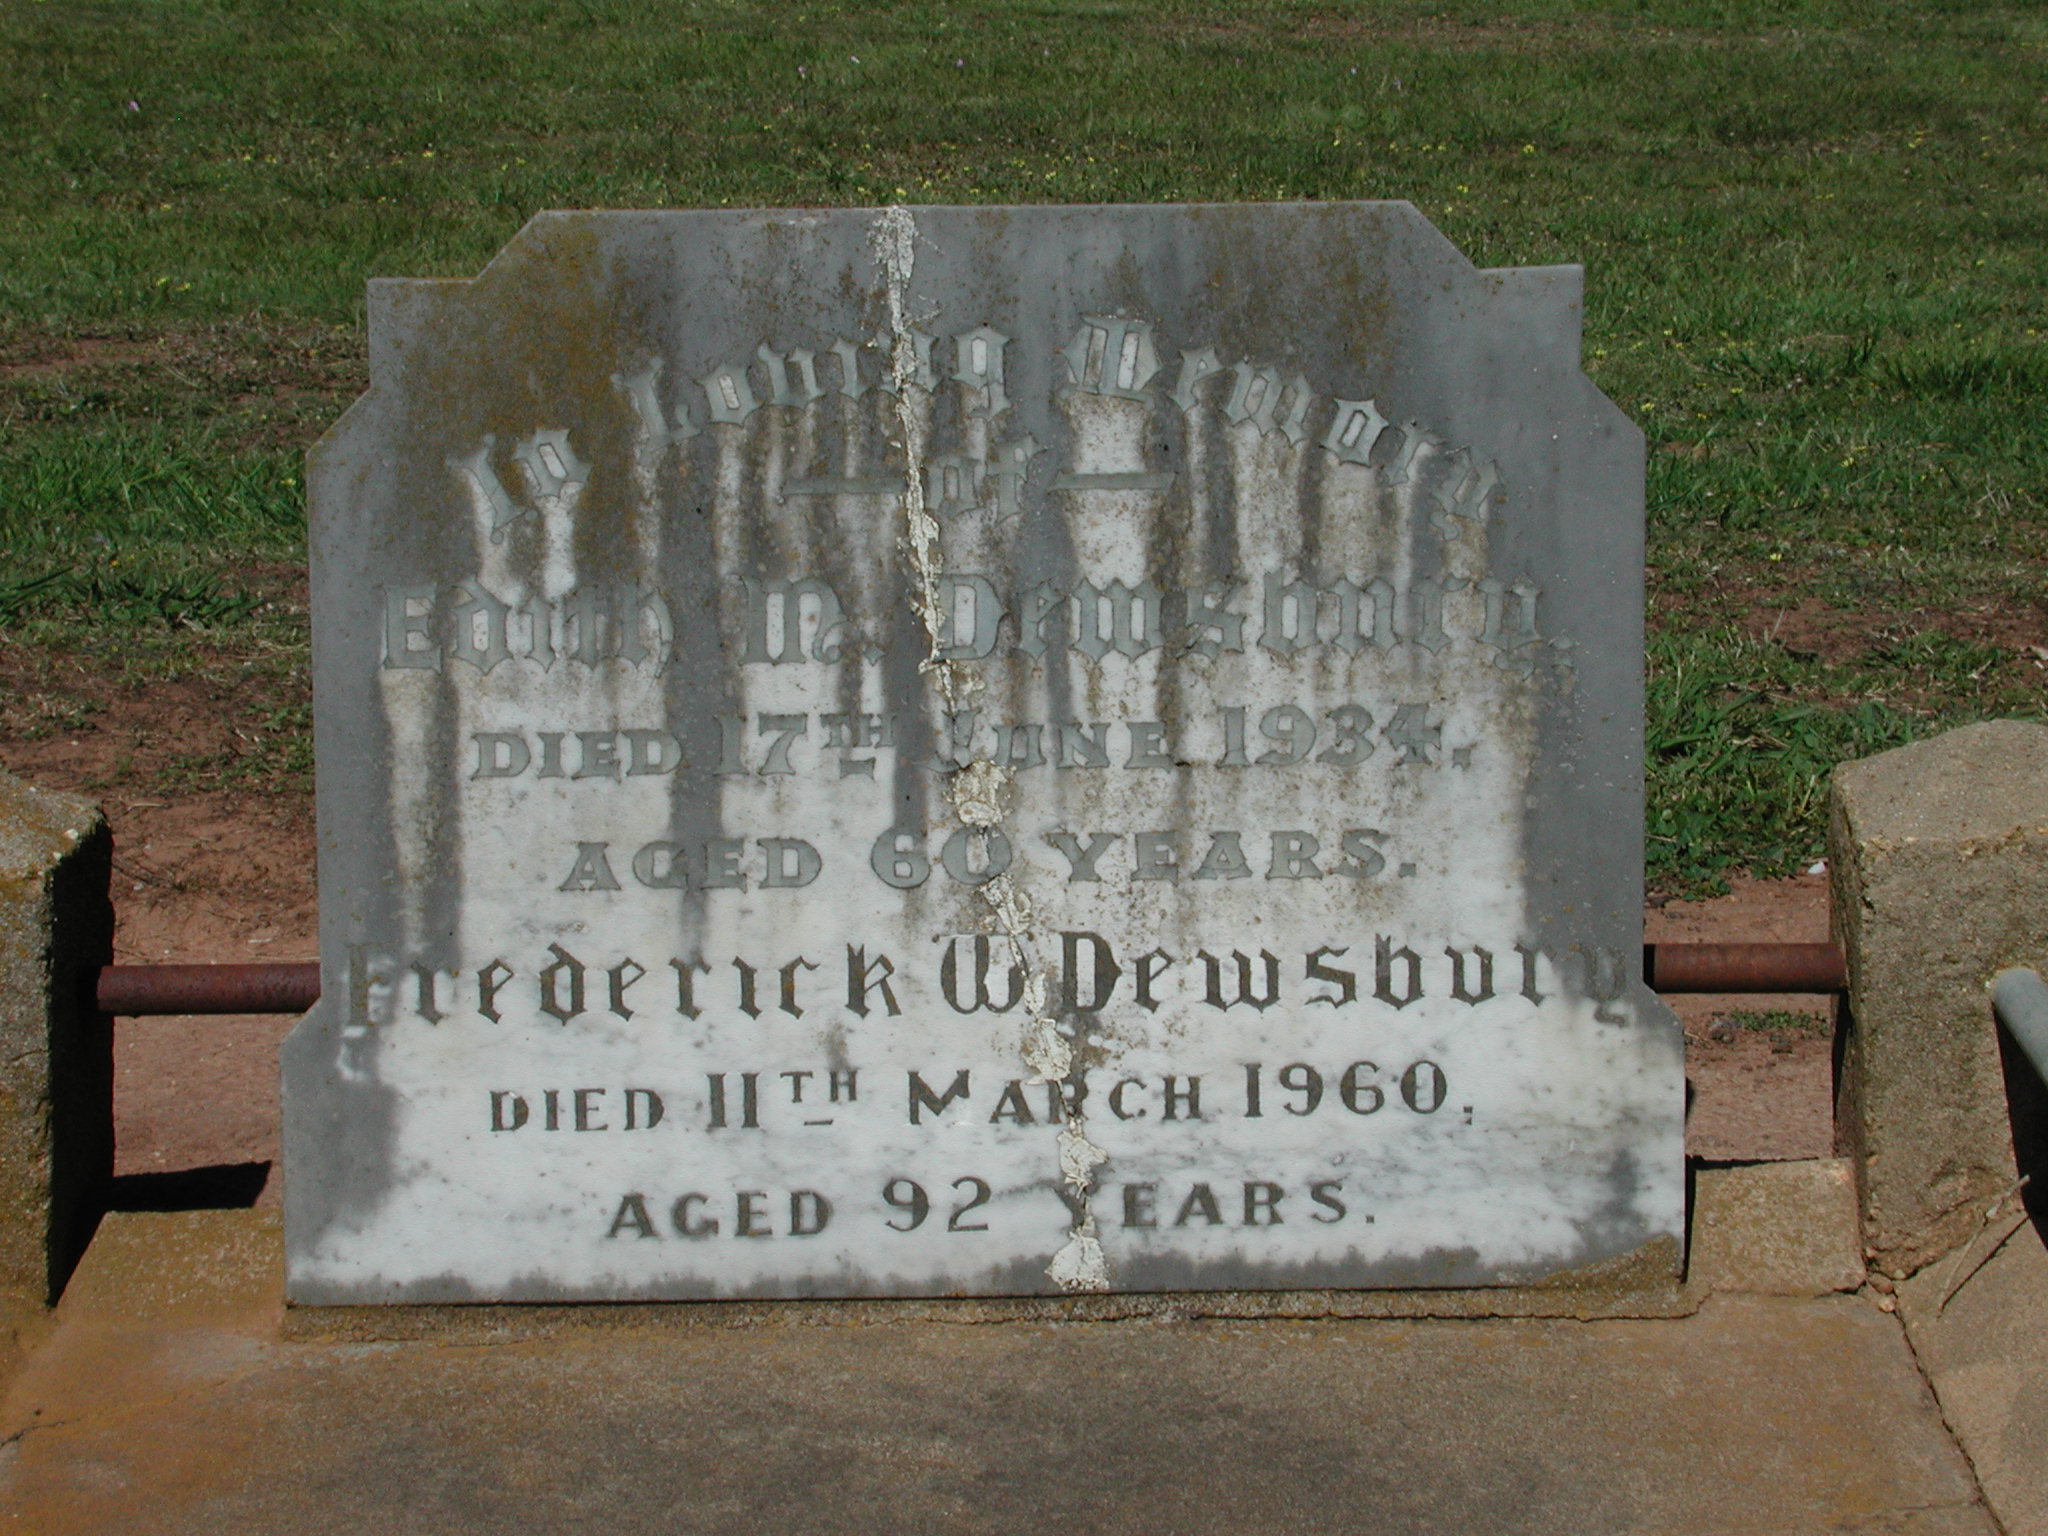 In Loving Memory
— of —
Edith M. Dewsbury,
DIED 17TH JUNE 1934.
AGED 60 YEARS.
Frederick W Dewsbury
DIED 11TH MARCH 1960,
AGED 92 YEARS.